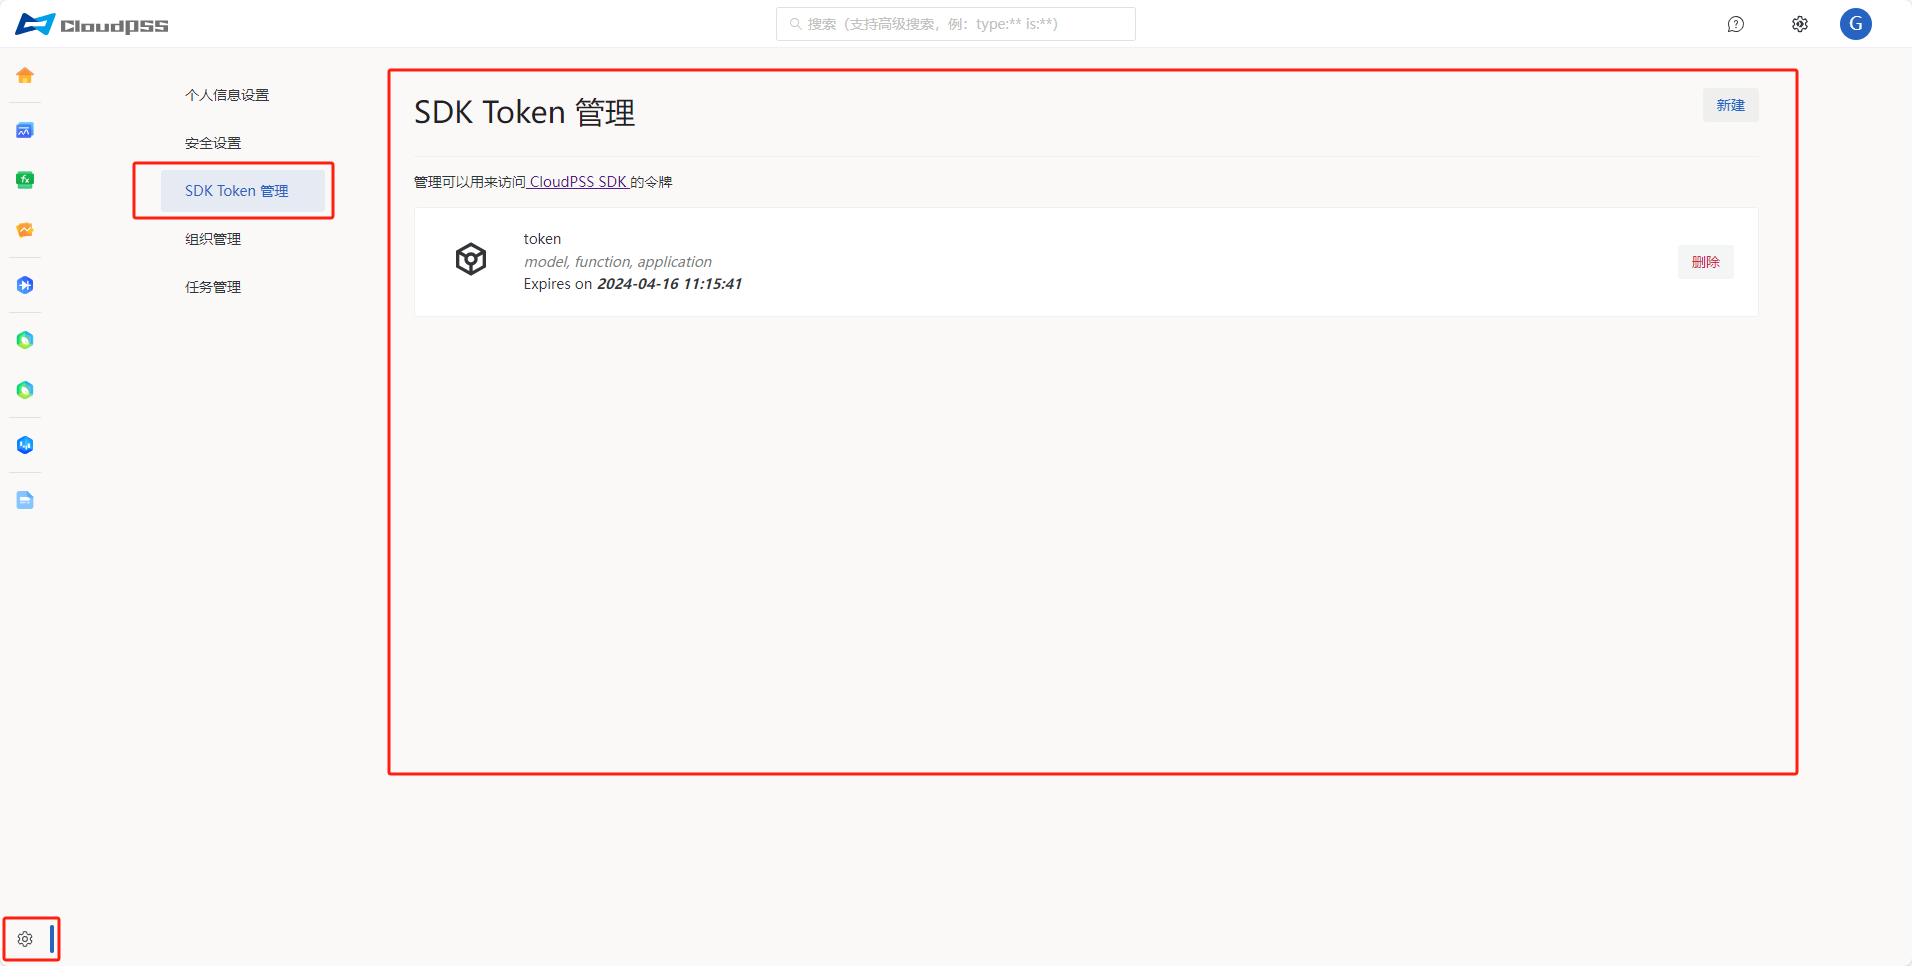 CloudPSS
搜索（支持高级搜索，例：type:** is:**）
G
个人信息设置
安全设置
SDK Token 管理
组织管理
任务管理
SDK Token 管理
新建
管理可以用来访问 CloudPSS SDK 的令牌
token
model, function, application
Expires on 2024-04-16 11:15:41
删除